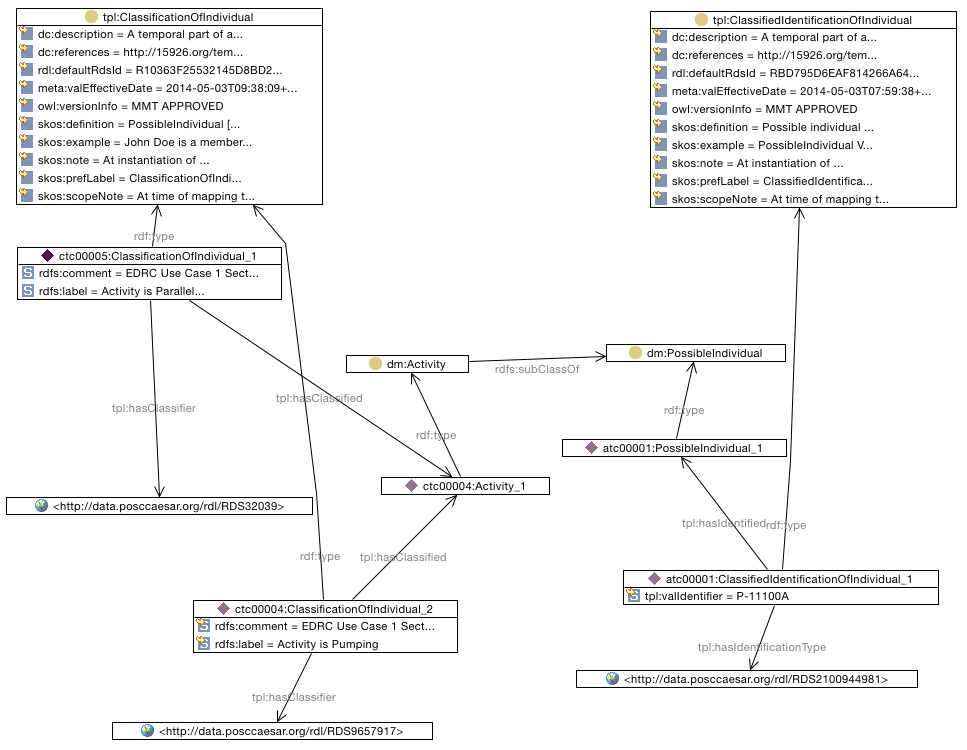 tpl:ClassificationOfIndividual
dc:description = A temporal part of a...
dc:references = http://15926.org/tem...
rdl:defaultRdsId = R10363F25532145D8BD2...
meta:valEffectiveDate = 2014-05-03T09:38:09+...
owl:versionInfo = MMT APPROVED
skos:definition = PossibleIndividual [...
skos:example = John Doe is a member...
skos:note = At instantiation of ...
skos:prefLabel = ClassificationOfIndi...
skos:scopeNote = At time of mapping t...
tpl:ClassifiedIdentificationOfIndividual
dc:description = A temporal part of a...
dc:references = http://15926.org/tem...
rdl:defaultRdsId = RBD795D6EAF814266A64...
meta:valEffectiveDate = 2014-05-03T07:59:38+...
owl:versionInfo = MMT APPROVED
skos:definition = Possible individual ...
skos:example = PossibleIndividual V...
skos:note = At instantiation of ...
skos:prefLabel = ClassifiedIdentifica...
skos:scopeNote = At time of mapping t...
rdf:type
ctc00005:ClassificationOfIndividual_1
rdfs:comment = EDRC Use Case 1 Sect...
rdfs:label = Activity is Parallel...
dm:Activity
rdfs:subClassOf
dm:PossibleIndividual
tpl:hasClassifier
tpl:hasClassified
rdf:type
rdf:type
atc00001:PossibleIndividual_1
ctc00004:Activity_1
<http://data.posccaesar.org/rdl/RDS32039>
tpl:hasIdentified
rdf:type
rdf:type
tpl:hasClassified
atc00001:ClassifiedIdentificationOfIndividual_1
tpl:valIdentifier = P-11100A
ctc00004:ClassificationOfIndividual_2
rdfs:comment = EDRC Use Case 1 Sect...
rdfs:label = Activity is Pumping
tpl:hasIdentificationType
<http://data.posccaesar.org/rdl/RDS2100944981>
tpl:hasClassifier
<http://data.posccaesar.org/rdl/RDS9657917>